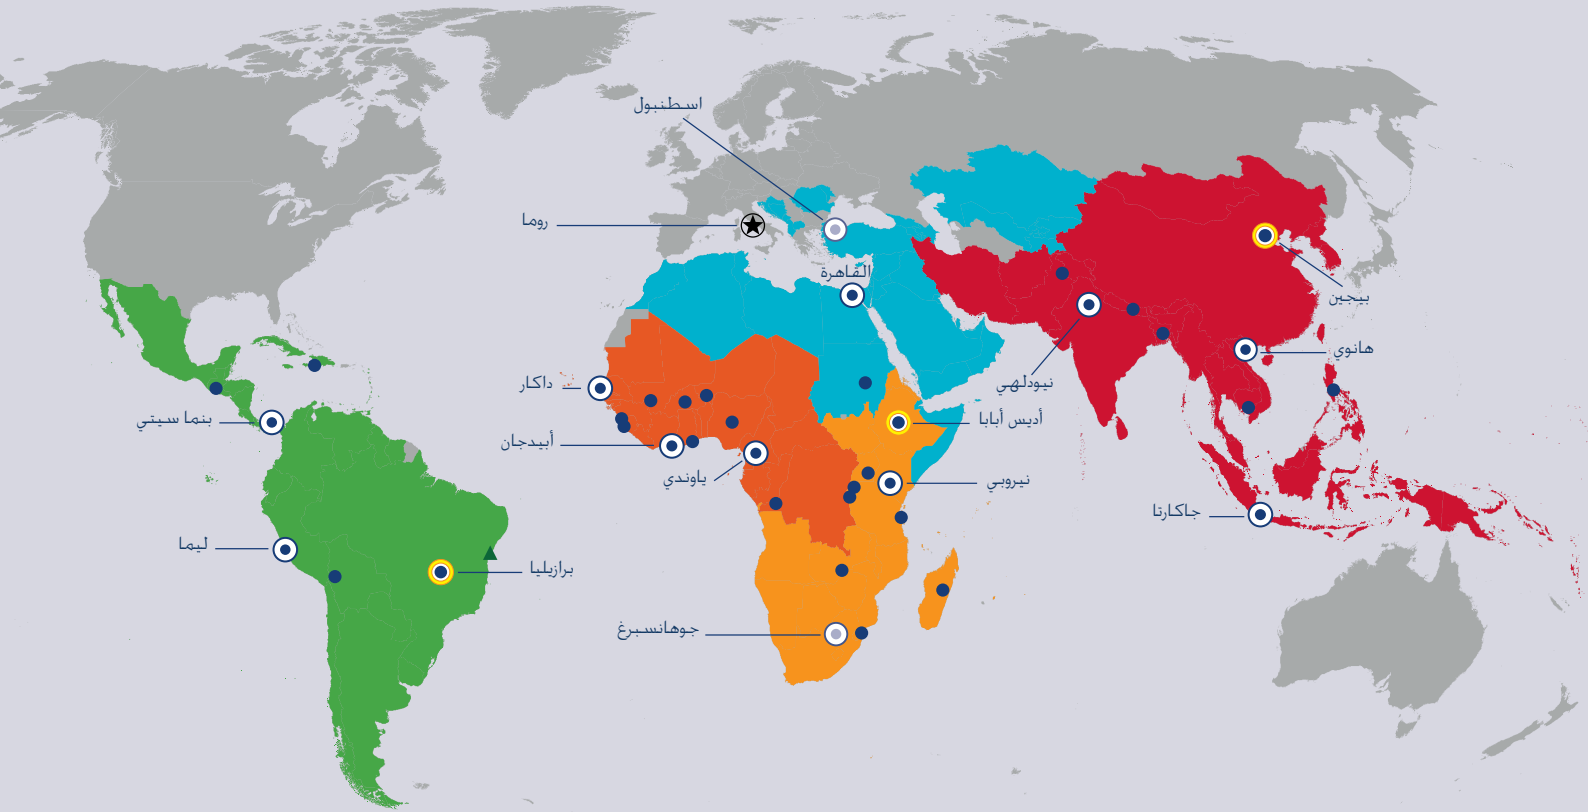 اسطنبول
روما
القاهرة
بيجين
هانوي
نيودلهي
داكار
أديس أبابا
بنما سيتي
أبيدجان
ياوندي
نيروبي
جاكارتا
ليما
برازيليا
جوهانسبرغ